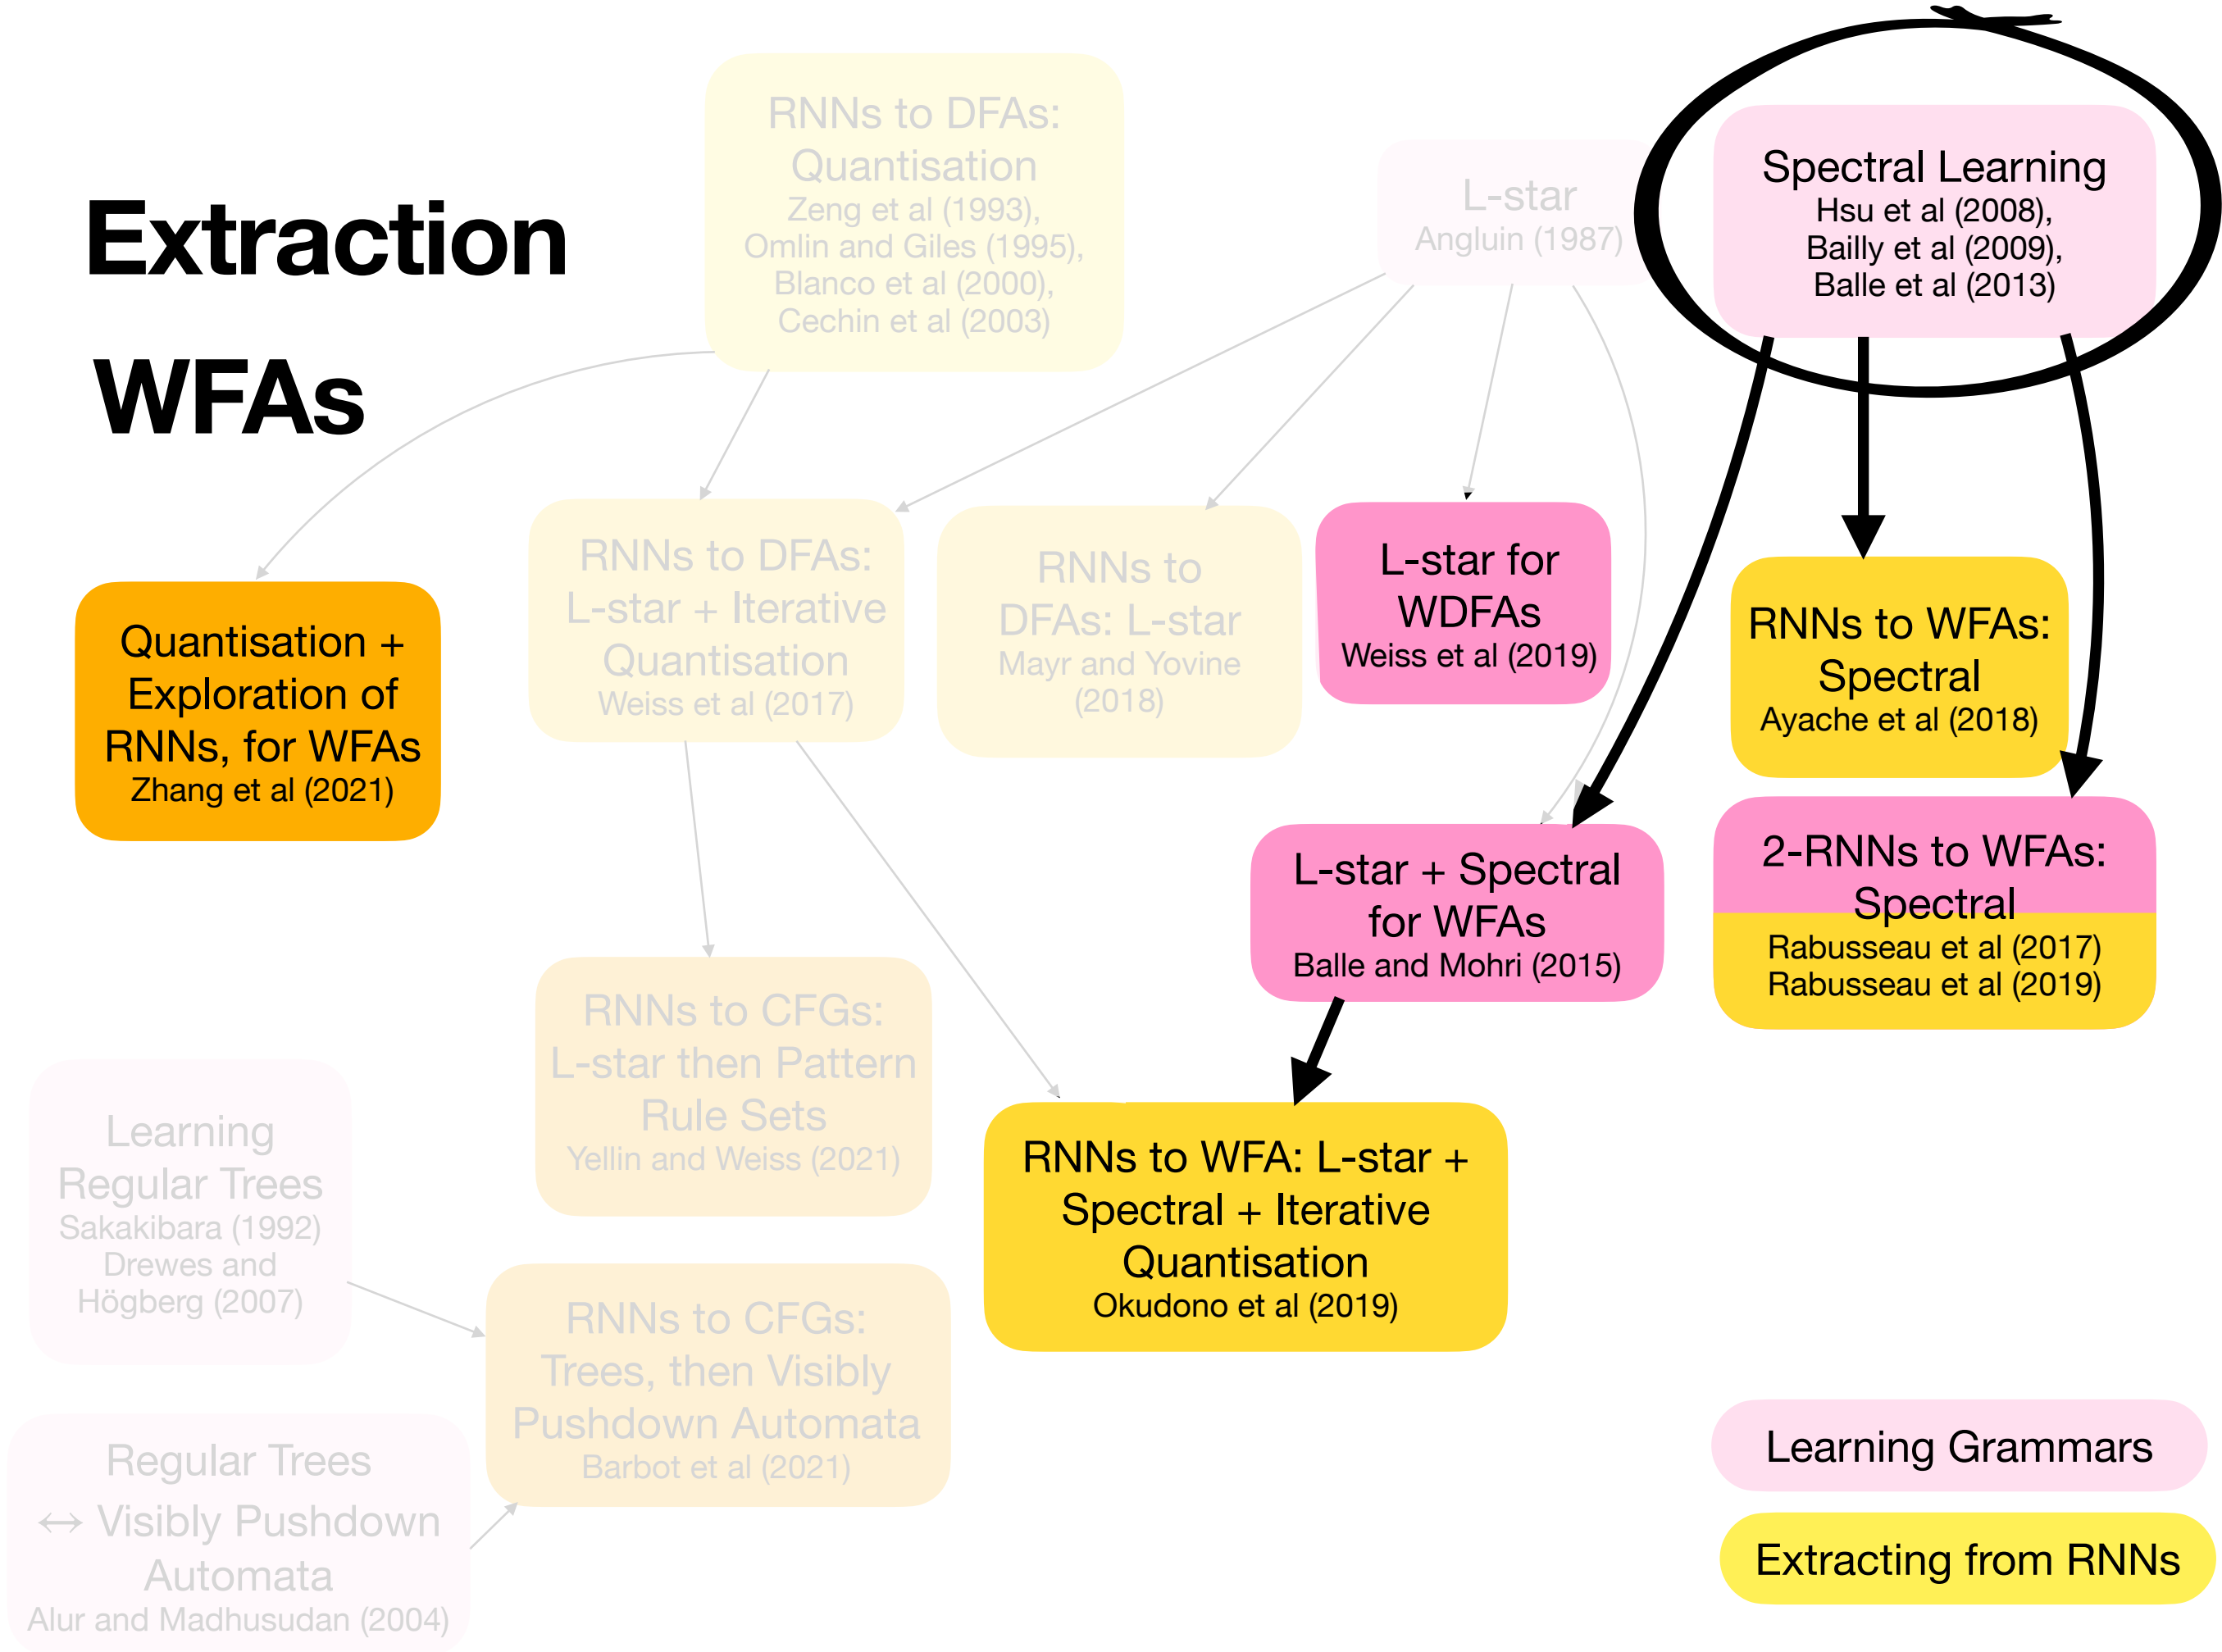 Extraction
WFAs
RNNs to DFAs:
Quantisation
Zeng et al (1993),
Omlin and Giles (1995),
Blanco et al (2000),
Cechin et al (2003)
L-star
Angluin (1987)
Spectral Learning
Hsu et al (2008),
Bailly et al (2009),
Balle et al (2013)
Quantisation +
Exploration of
RNNs, for WFAs
Zhang et al (2021)
RNNs to DFAs:
L-star + Iterative
Quantisation
Weiss et al (2017)
RNNs to
DFAs: L-star
Mayr and Yovine
(2018)
L-star for
WDFAs
Weiss et al (2019)
RNNs to WFAs:
Spectral
Ayache et al (2018)
L-star + Spectral
for WFAs
Balle and Mohri (2015)
2-RNNs to WFAs:
Spectral
Rabusseau et al (2017)
Rabusseau et al (2019)
RNNs to CFGs:
L-star then Pattern
Rule Sets
Yellin and Weiss (2021)
RNNs to WFA: L-star +
Spectral + Iterative
Quantisation
Okudono et al (2019)
Learning
Regular Trees
Sakakibara (1992)
Drewes and
Högberg (2007)
RNNs to CFGs:
Trees, then Visibly
Pushdown Automata
Barbot et al (2021)
Regular Trees
↔ Visibly Pushdown
Automata
Alur and Madhusudan (2004)
Learning Grammars
Extracting from RNNs